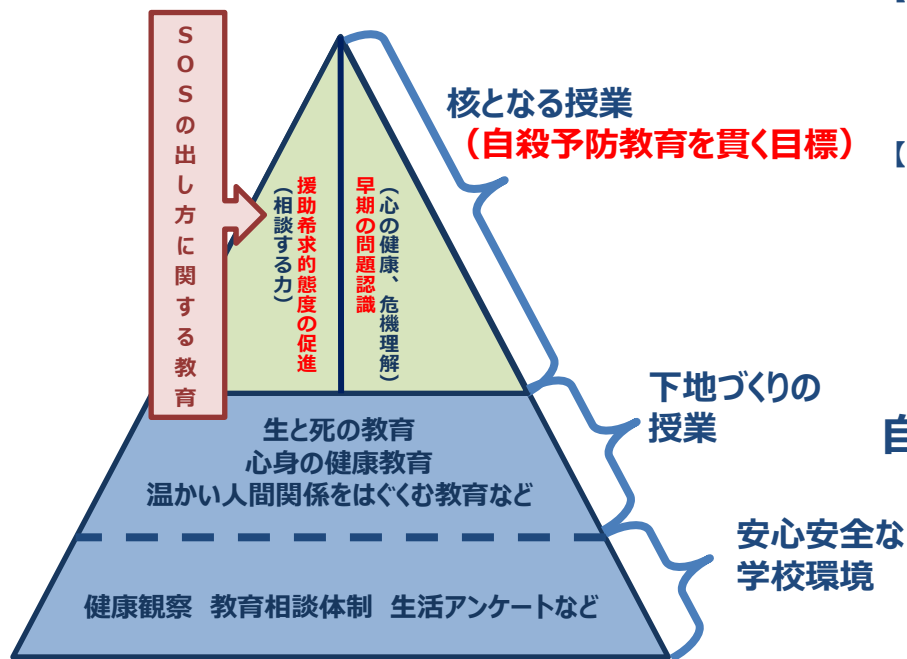 SOSの出し方に関する教育
核となる授業
（自殺予防教育を貫く目標）
【
【
早期の問題認識
（心の健康、危機理解）
援助希求的態度の促進
（相談する力）
下地づくりの
授業
自
生と死の教育
心身の健康教育
温かい人間関係をはぐくむ教育など
安心安全な
学校環境
健康観察 教育相談体制 生活アンケートなど